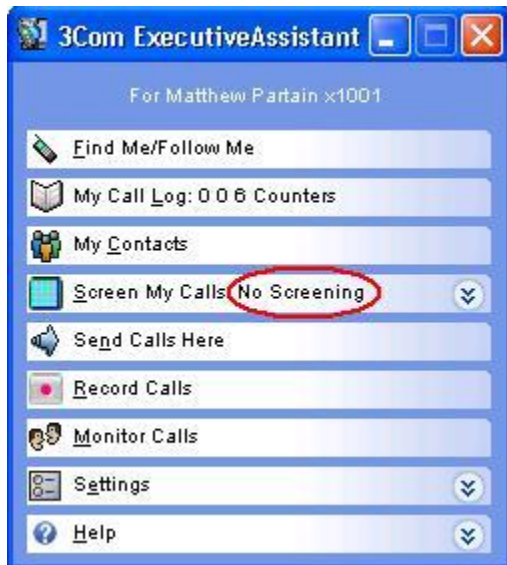 3Com ExecutiveAssistant
For Matthew Partain x1001
Find Me/Follow Me
My Call Log: 0 0 6 Counters
My Contacts
Screen My Calls No Screening
Send Calls Here
Record Calls
Monitor Calls
Settings
Help